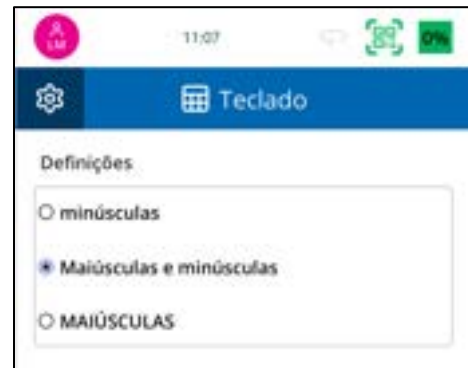 LM
11:07
0%
Teclado
Definições
minúsculas
Maiúsculas e minúsculas
MAIÚSCULAS